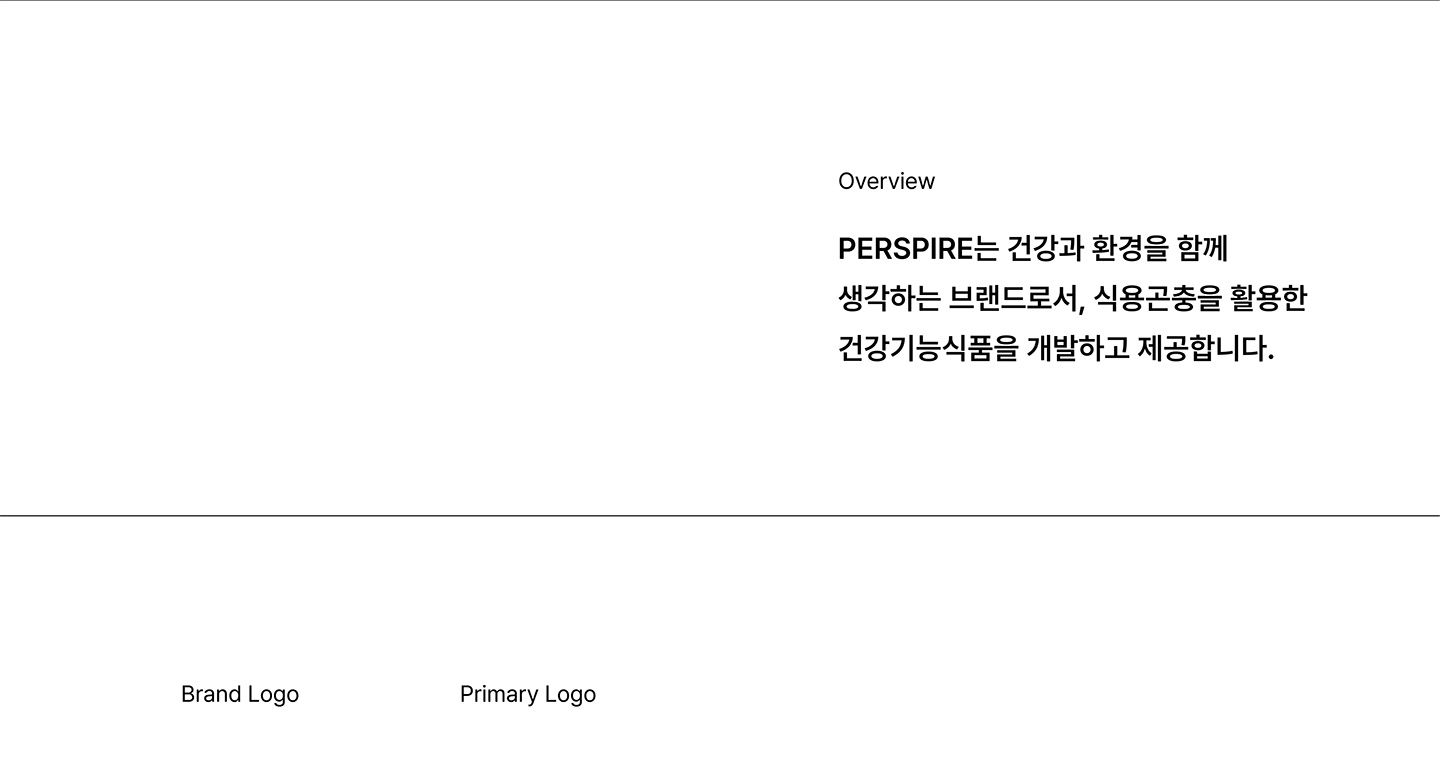 Overview
PERSPIRE는 건강과 환경을 함께
생각하는 브랜드로서, 식용곤충을 활용한
건강기능식품을 개발하고 제공합니다.
Brand Logo
Primary Logo